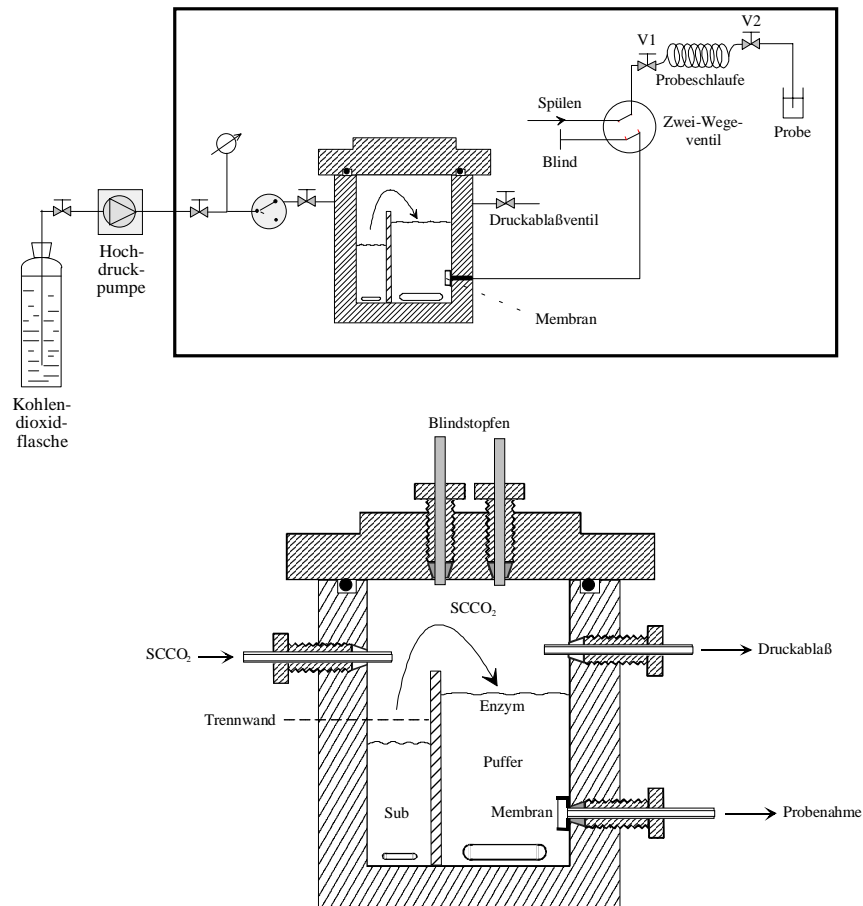 V1
V2
Probeschlaufe
Spülen
Zwei-Wege-
ventil
Probe
Blind
Druckablaßventil
Hoch-
druck-
pumpe
Membran
Kohlen-
dioxid-
flasche
Blindstopfen
SCCO₂
SCCO₂
Druckablaß
Trennwand
Enzym
Puffer
Sub
Membran
Probenahme